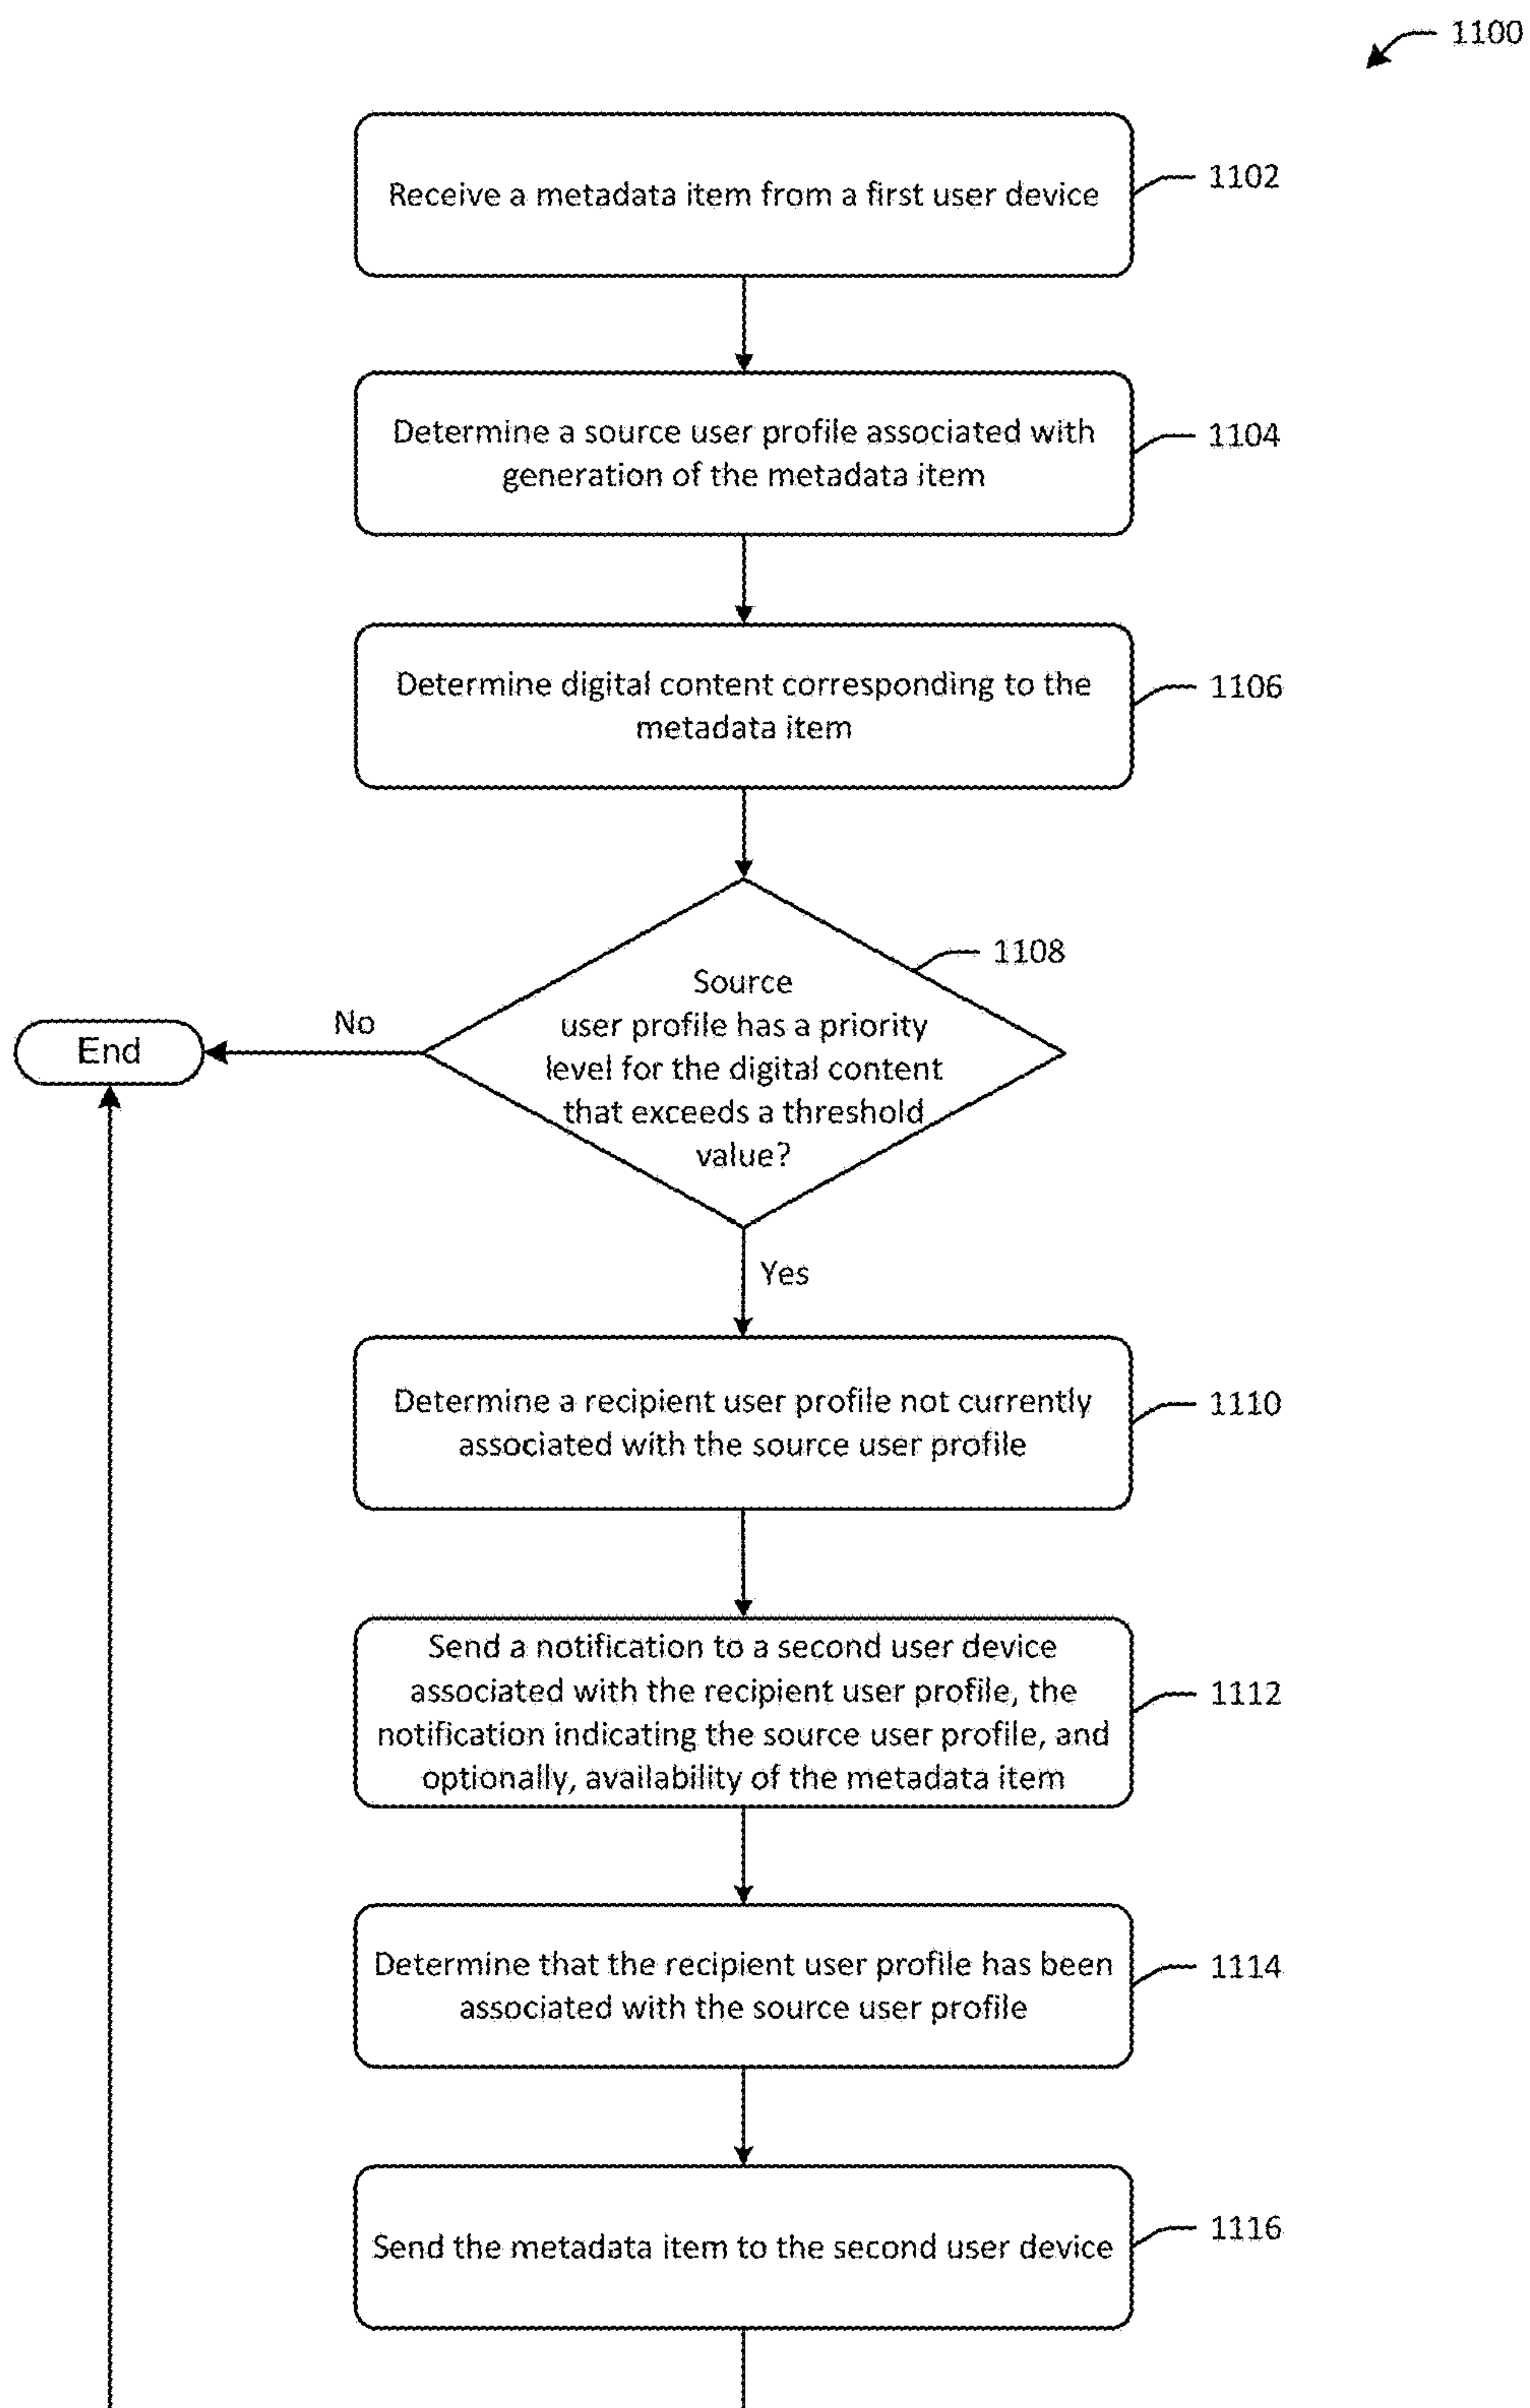 1100
Receive a metadata item from a first user device
1102
Determine a source user profile associated with
generation of the metadata item
1104
Determine digital content corresponding to the
metadata item
1106
Source
user profile has a priority
level for the digital content
that exceeds a threshold
value?
1108
No
End
Yes
Determine a recipient user profile not currently
associated with the source user profile
1110
Send a notification to a second user device
associated with the recipient user profile, the
notification indicating the source user profile, and
optionally, availability of the metadata item
1112
Determine that the recipient user profile has been
associated with the source user profile
1114
Send the metadata item to the second user device
1116